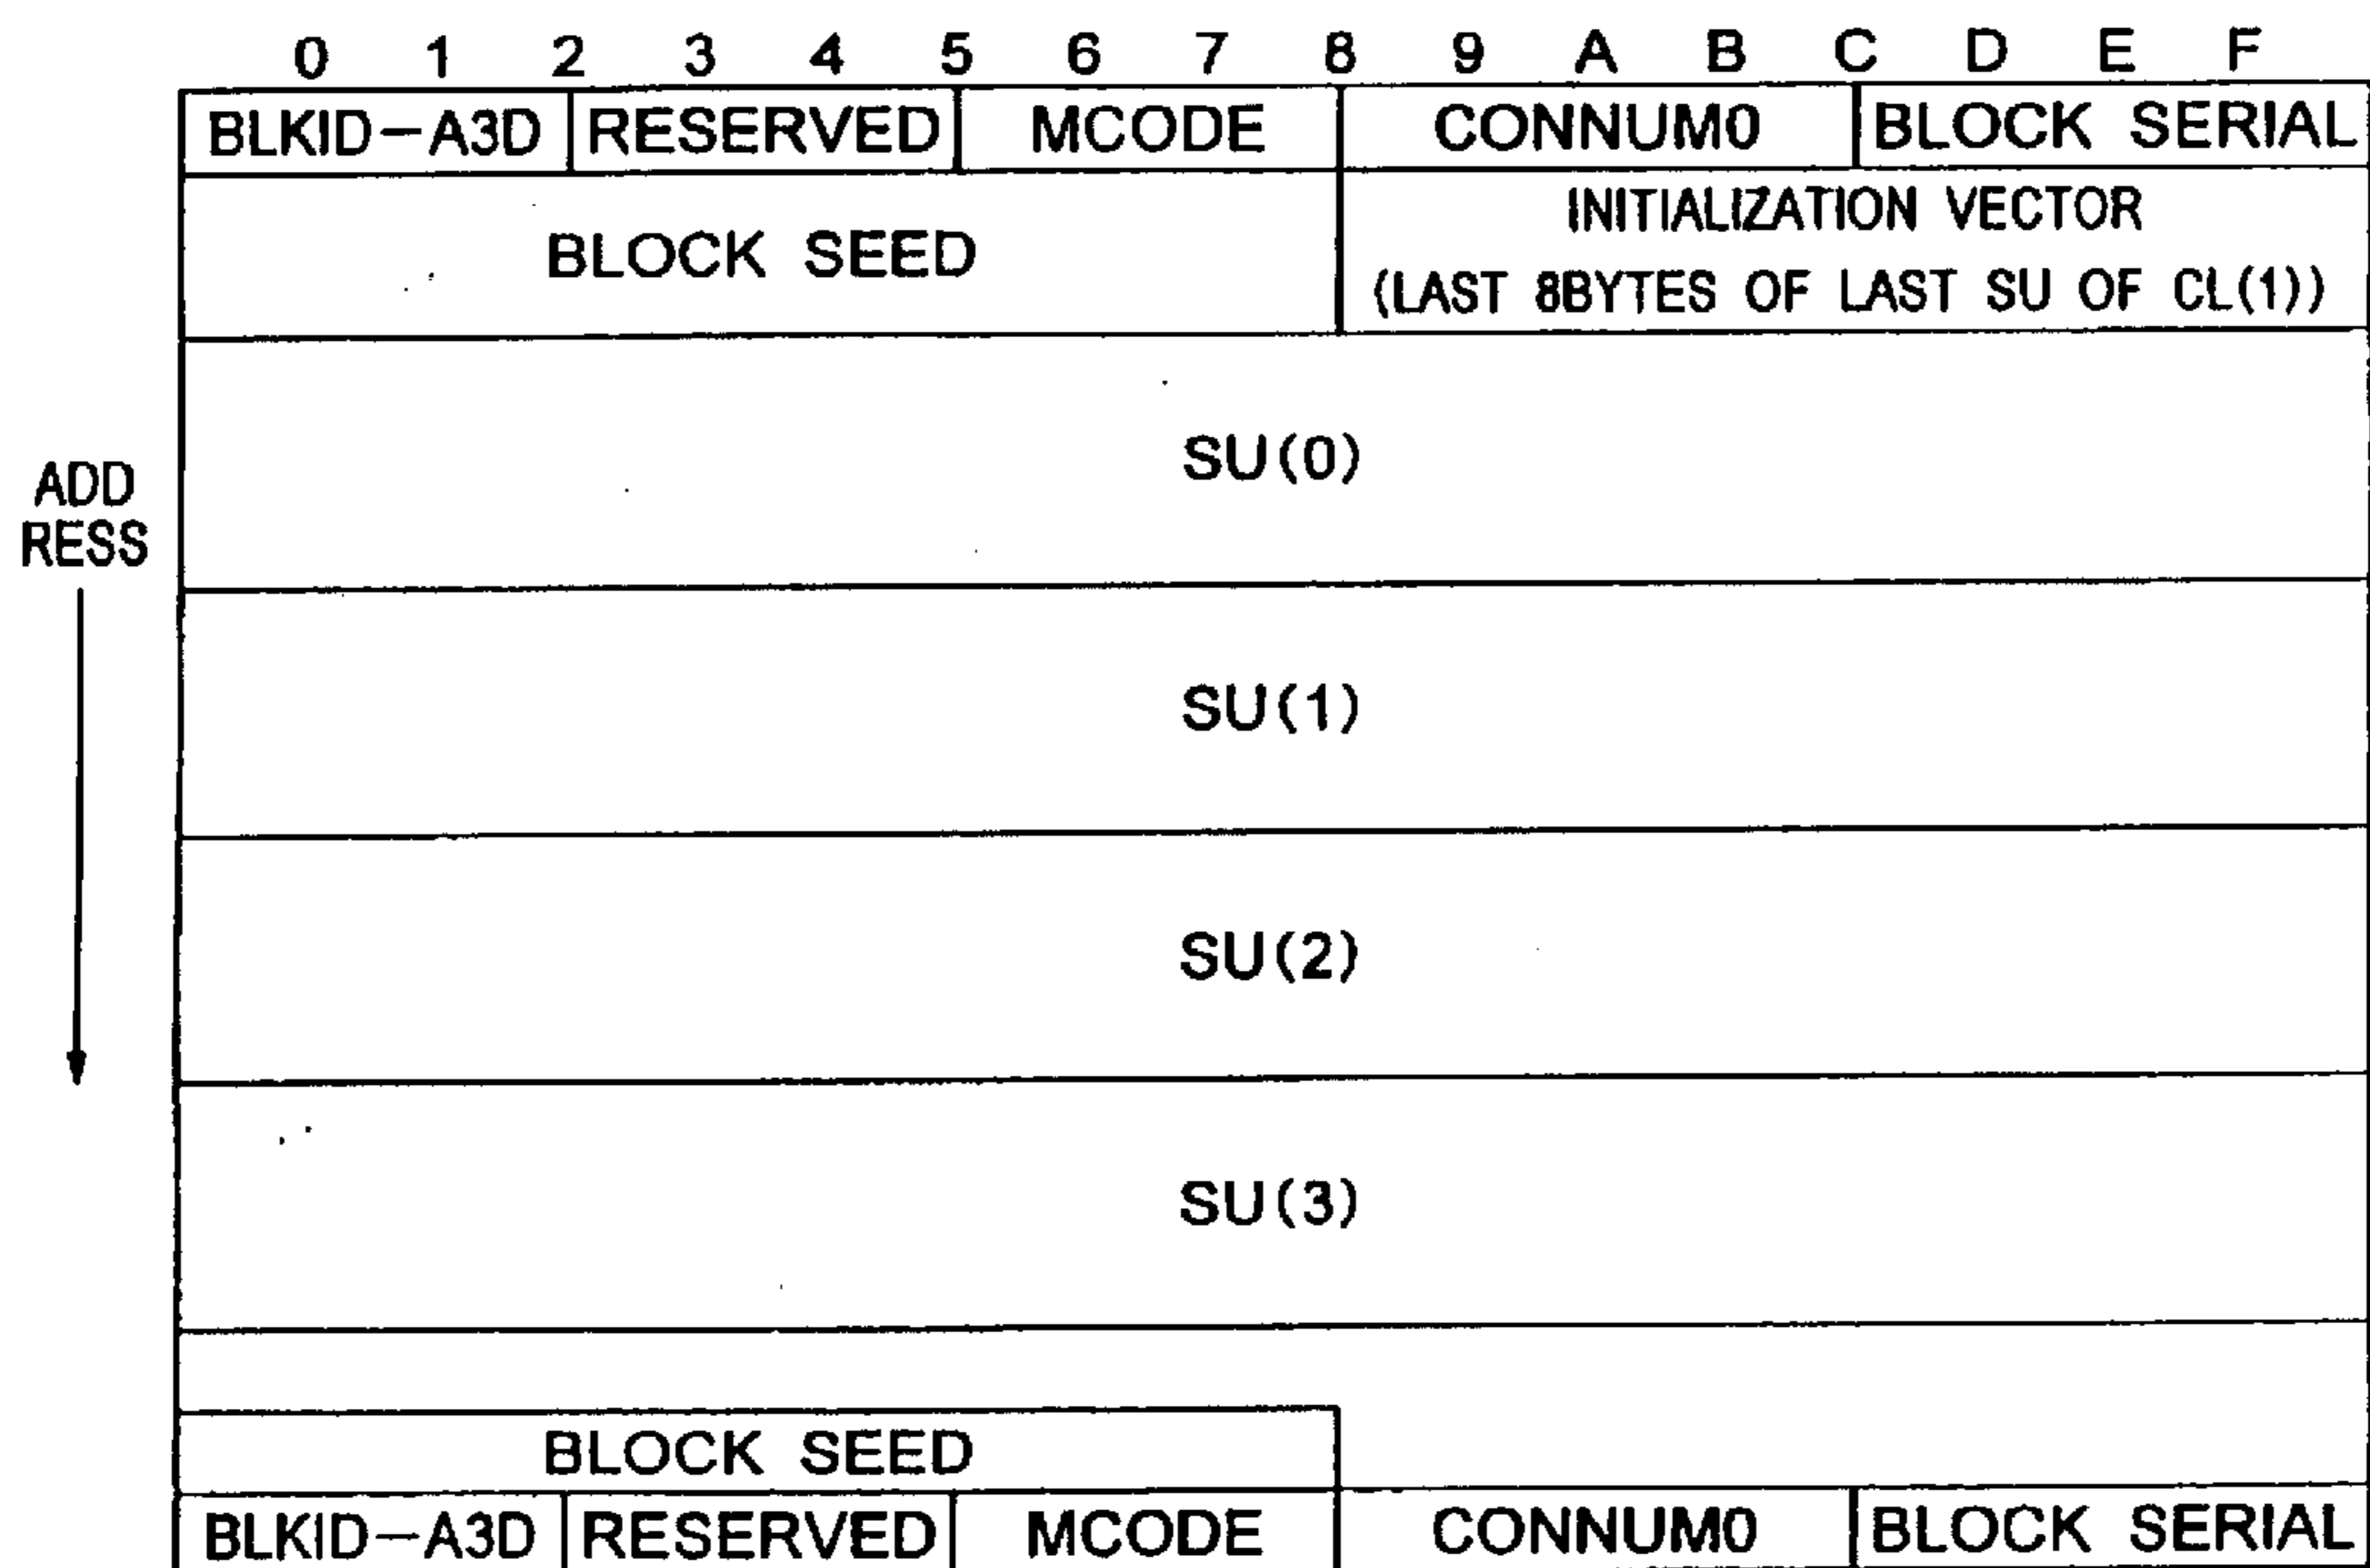 0 1 2 3 4 5 6 7 8 9 A B C D E F
BLKID-A3D RESERVED MCODE CONNUM0 BLOCK SERIAL
BLOCK SEED
INITIALIZATION VECTOR
(LAST 8BYTES OF LAST SU OF CL(1))
SU(0)
ADD
RESS
SU(1)
SU(2)
SU(3)
BLOCK SEED
BLKID-A3D RESERVED MCODE CONNUM0 BLOCK SERIAL